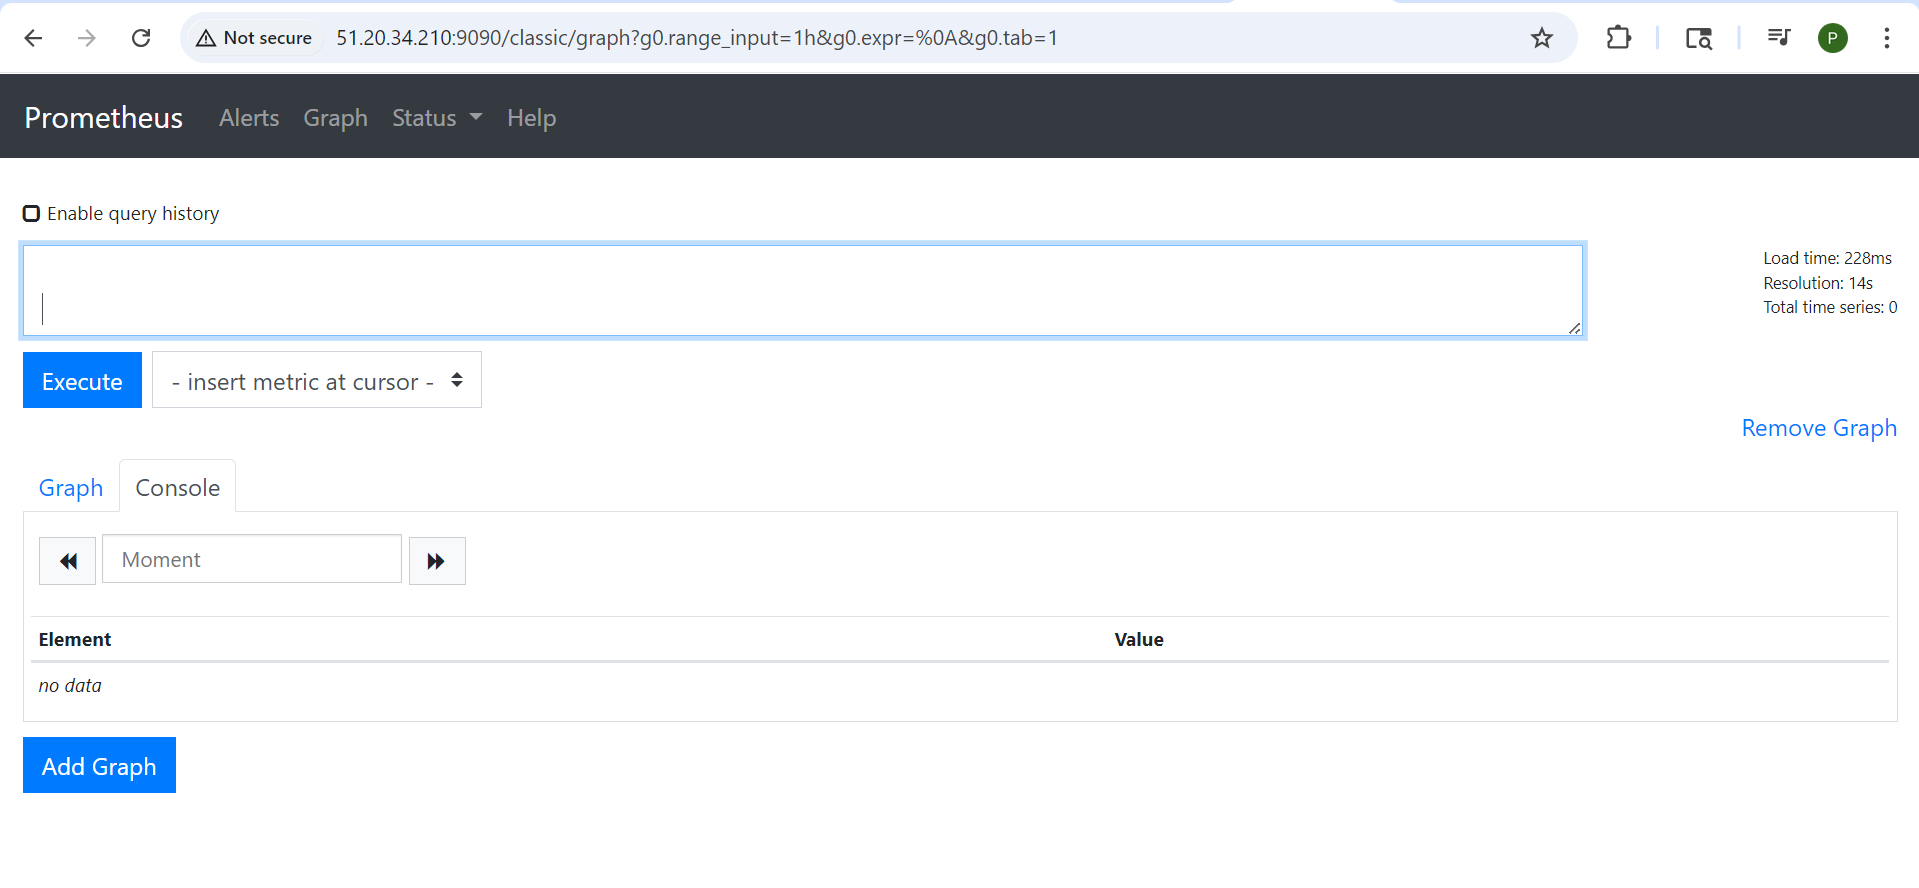 Not secure 51.20.34.210:9090/classic/graph?g0.range_input=1h&g0.expr=%0A&g0.tab=1 P
Prometheus Alerts Graph Status Help
Enable query history
Load time: 228ms
Resolution: 14s
Total time series: 0
Execute - insert metric at cursor -
Remove Graph
Graph Console
Moment
Element Value
no data
Add Graph